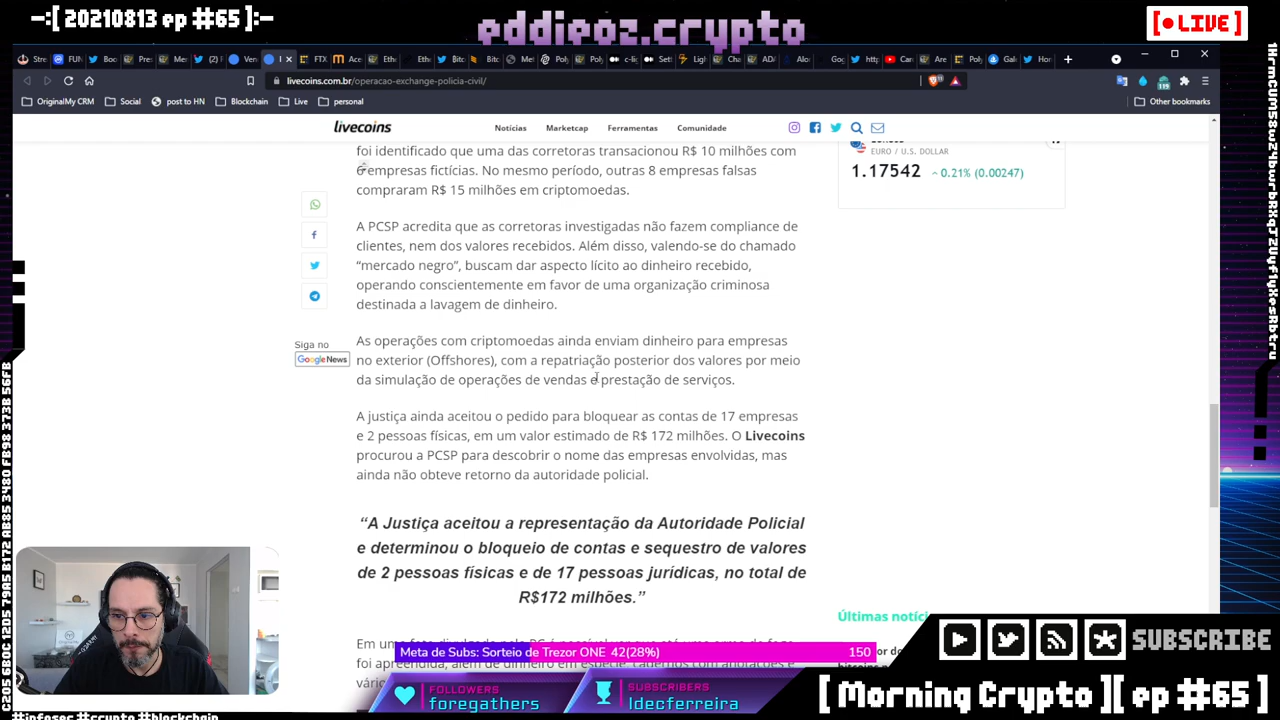 -:[ 20210813 ep #65]:-
eddieoz.crypto
[● LIVE]
livecoins.com.br/operacao-exchange-policia-civil/
OriginalMy CRM
Social
post to HN
Blockchain
Live
personal
Other bookmarks
livecoins
Notícias
Marketcap
Ferramentas
Comunidade
EURO / U.S. DOLLAR
1.17542
0.21% (0.00247)
foi identificado que uma das corretoras transacionou R$ 10 milhões com
6 empresas fictícias. No mesmo período, outras 8 empresas falsas
compraram R$ 15 milhões em criptomoedas.
A PCSP acredita que as corretoras investigadas não fazem compliance de
clientes, nem dos valores recebidos. Além disso, valendo-se do chamado
“mercado negro”, buscam dar aspecto lícito ao dinheiro recebido,
operando conscientemente em favor de uma organização criminosa
destinada a lavagem de dinheiro.
Siga no
Google News
As operações com criptomoedas ainda enviam dinheiro para empresas
no exterior (Offshores), com a repatriação posterior dos valores por meio
da simulação de operações de vendas e prestação de serviços.
A justiça ainda aceitou o pedido para bloquear as contas de 17 empresas
e 2 pessoas físicas, em um valor estimado de R$ 172 milhões. O Livecoins
procurou a PCSP para descobrir o nome das empresas envolvidas, mas
ainda não obteve retorno da autoridade policial.
“A Justiça aceitou a representação da Autoridade Policial
e determinou o bloqueio de contas e sequestro de valores
de 2 pessoas físicas e de 17 pessoas jurídicas, no total de
R$172 milhões.”
Últimas notíc
Meta de Subs: Sorteio de Trezor ONE 42(28%)
150
FOLLOWERS
foregathers
SUBSCRIBERS
ldecferreira
SUBSCRIBE
[ Morning Crypto ][ ep #65 ]
#infosec #crypto #blockchain